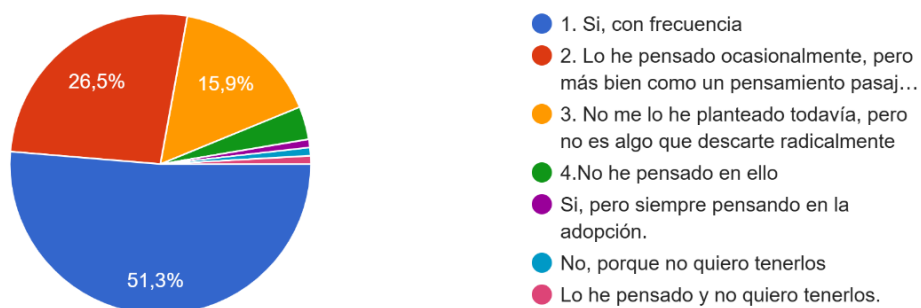 26,5%
15,9%
51,3%
1. Si, con frecuencia
2. Lo he pensado ocasionalmente, pero
más bien como un pensamiento pasaj…
3. No me lo he planteado todavía, pero
no es algo que descarte radicalmente
4.No he pensado en ello
Si, pero siempre pensando en la
adopción.
No, porque no quiero tenerlos
Lo he pensado y no quiero tenerlos.